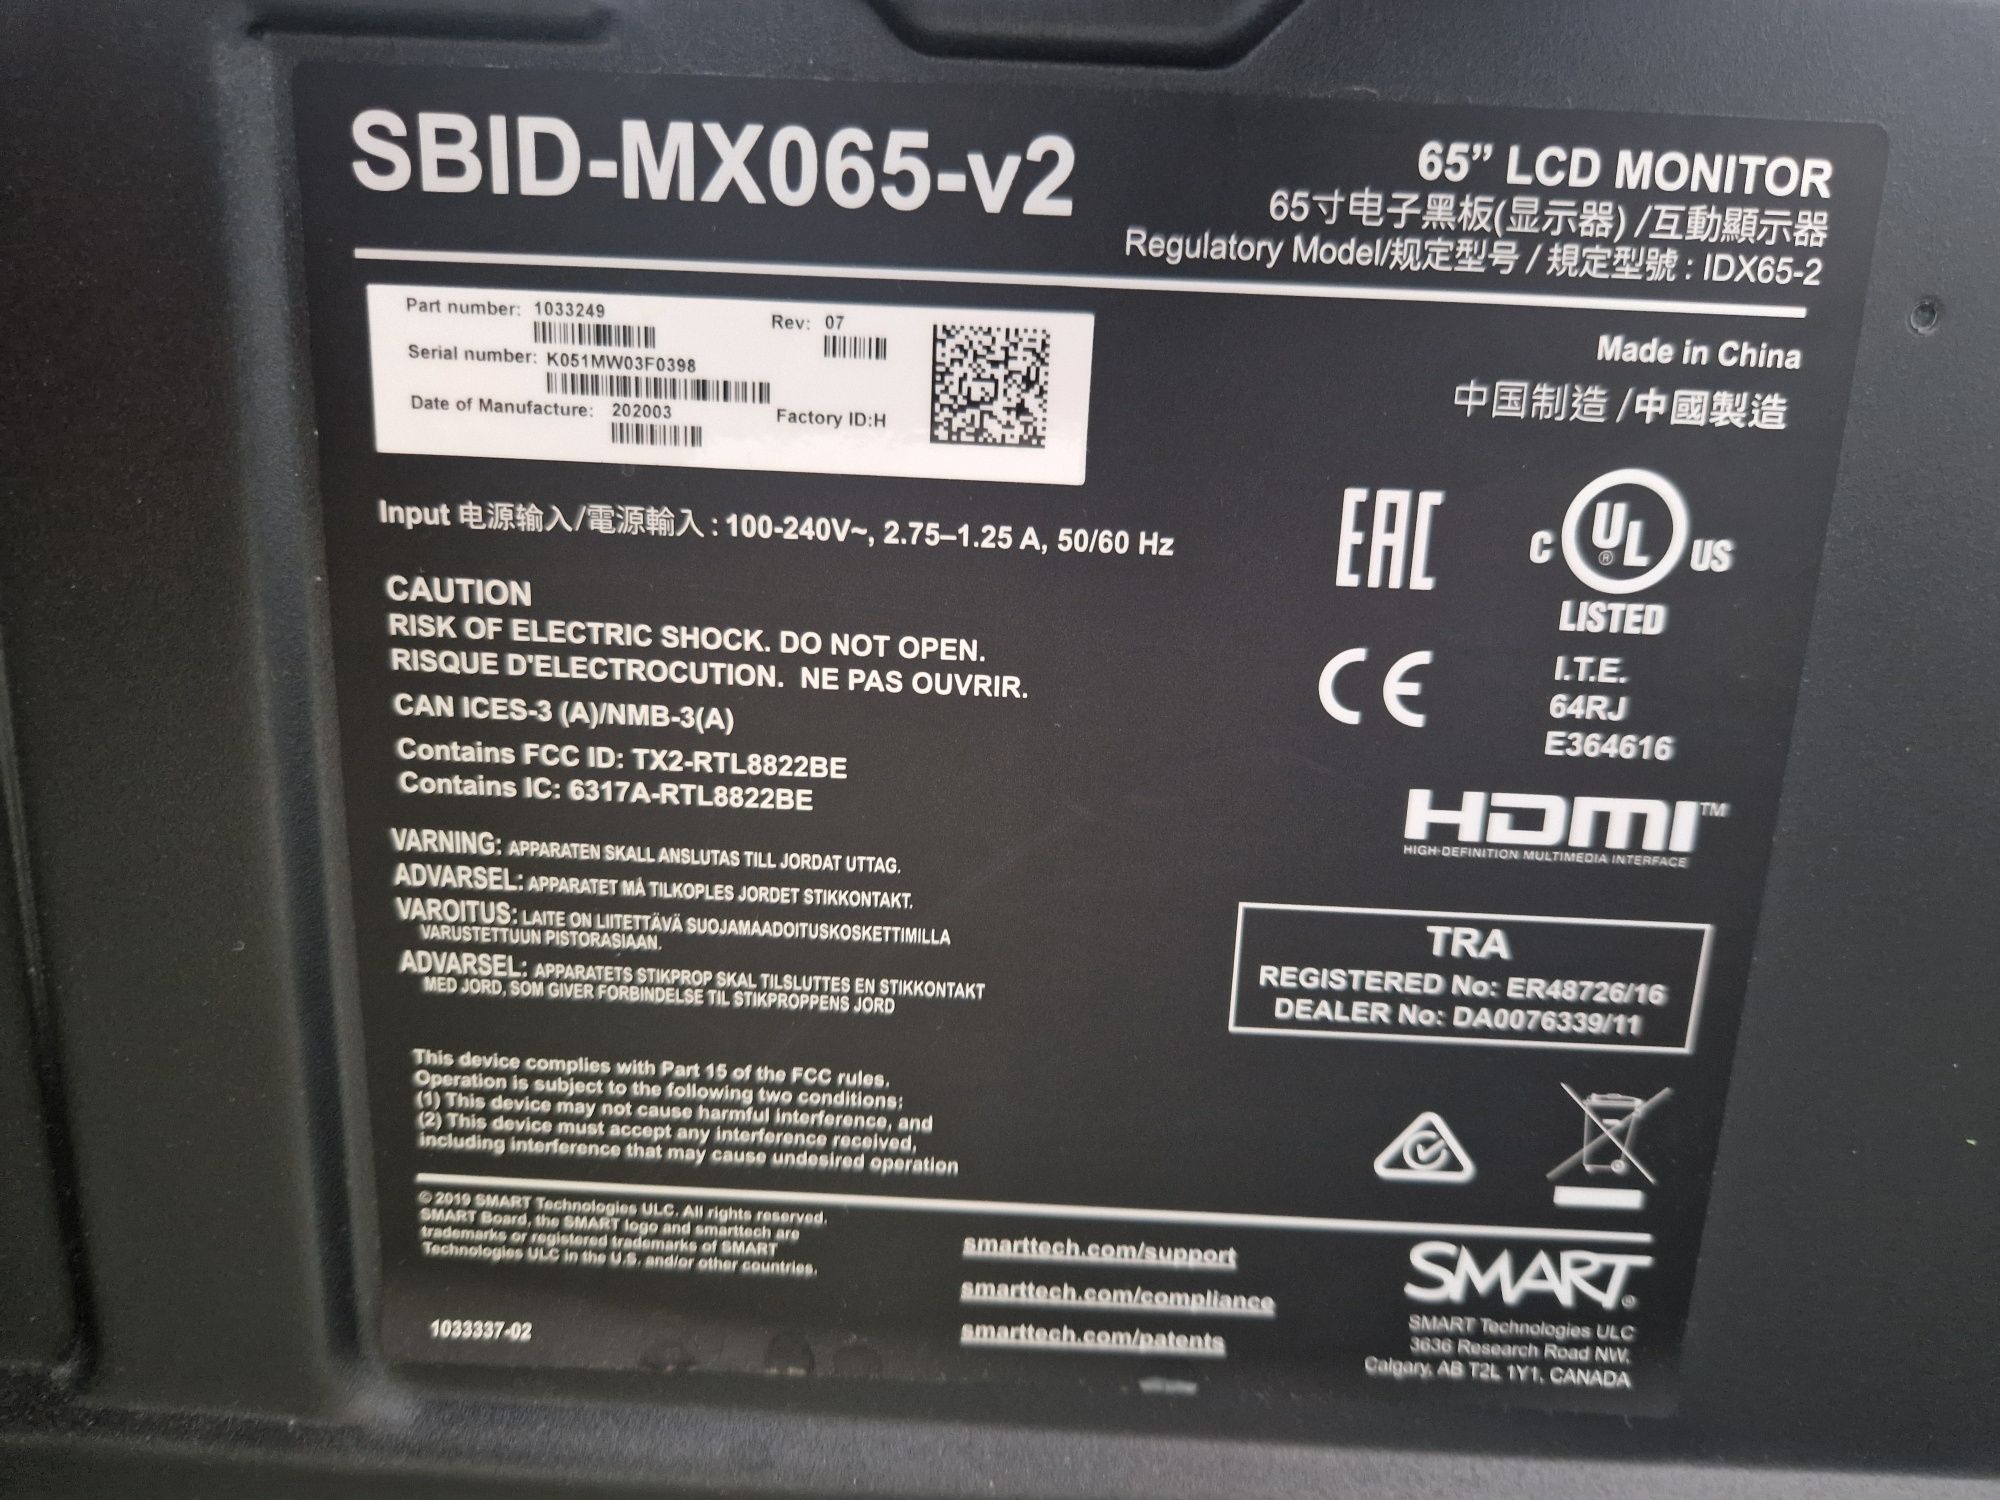 SBID-MX065-v2
65” LCD MONITOR
65寸电子黑板(显示器) /互動顯示器
Regulatory Model/规定型号 / 規定型號 : IDX65-2
Part number: 1033249
Rev: 07
Serial number: K051MW03F0398
Date of Manufacture: 202003
Factory ID:H
Made in China
中国制造 /中國製造
Input 电源输入/電源輸入 : 100-240V~, 2.75–1.25 A, 50/60 Hz
EAC
C UL ® US
LISTED
I.T.E.
64RJ
E364616
CE
CAUTION
RISK OF ELECTRIC SHOCK. DO NOT OPEN.
RISQUE D'ELECTROCUTION. NE PAS OUVRIR.
CAN ICES-3 (A)/NMB-3(A)
Contains FCC ID: TX2-RTL8822BE
Contains IC: 6317A-RTL8822BE
HDMI™
HIGH-DEFINITION MULTIMEDIA INTERFACE
VARNING: APPARATEN SKALL ANSLUTAS TILL JORDAT UTTAG.
ADVARSEL: APPARATET MÅ TILKOPLES JORDET STIKKONTAKT.
VAROITUS: LAITE ON LIITETTÄVÄ SUOJAMAADOITUSKOSKETTIMILLA
VARUSTETTUUN PISTORASIAAN.
ADVARSEL: APPARATETS STIKPROP SKAL TILSLUTTES EN STIKKONTAKT
MED JORD, SOM GIVER FORBINDELSE TIL STIKPROPPENS JORD
TRA
REGISTERED No: ER48726/16
DEALER No: DA0076339/11
This device complies with Part 15 of the FCC rules.
Operation is subject to the following two conditions:
(1) This device may not cause harmful interference, and
(2) This device must accept any interference received,
including interference that may cause undesired operation
© 2019 SMART Technologies ULC. All rights reserved.
SMART Board, the SMART logo and smarttech are
trademarks or registered trademarks of SMART
Technologies ULC in the U.S. and/or other countries.
1033337-02
smarttech.com/support
smarttech.com/compliance
smarttech.com/patents
SMART®
SMART Technologies ULC
3636 Research Road NW,
Calgary, AB T2L 1Y1, CANADA